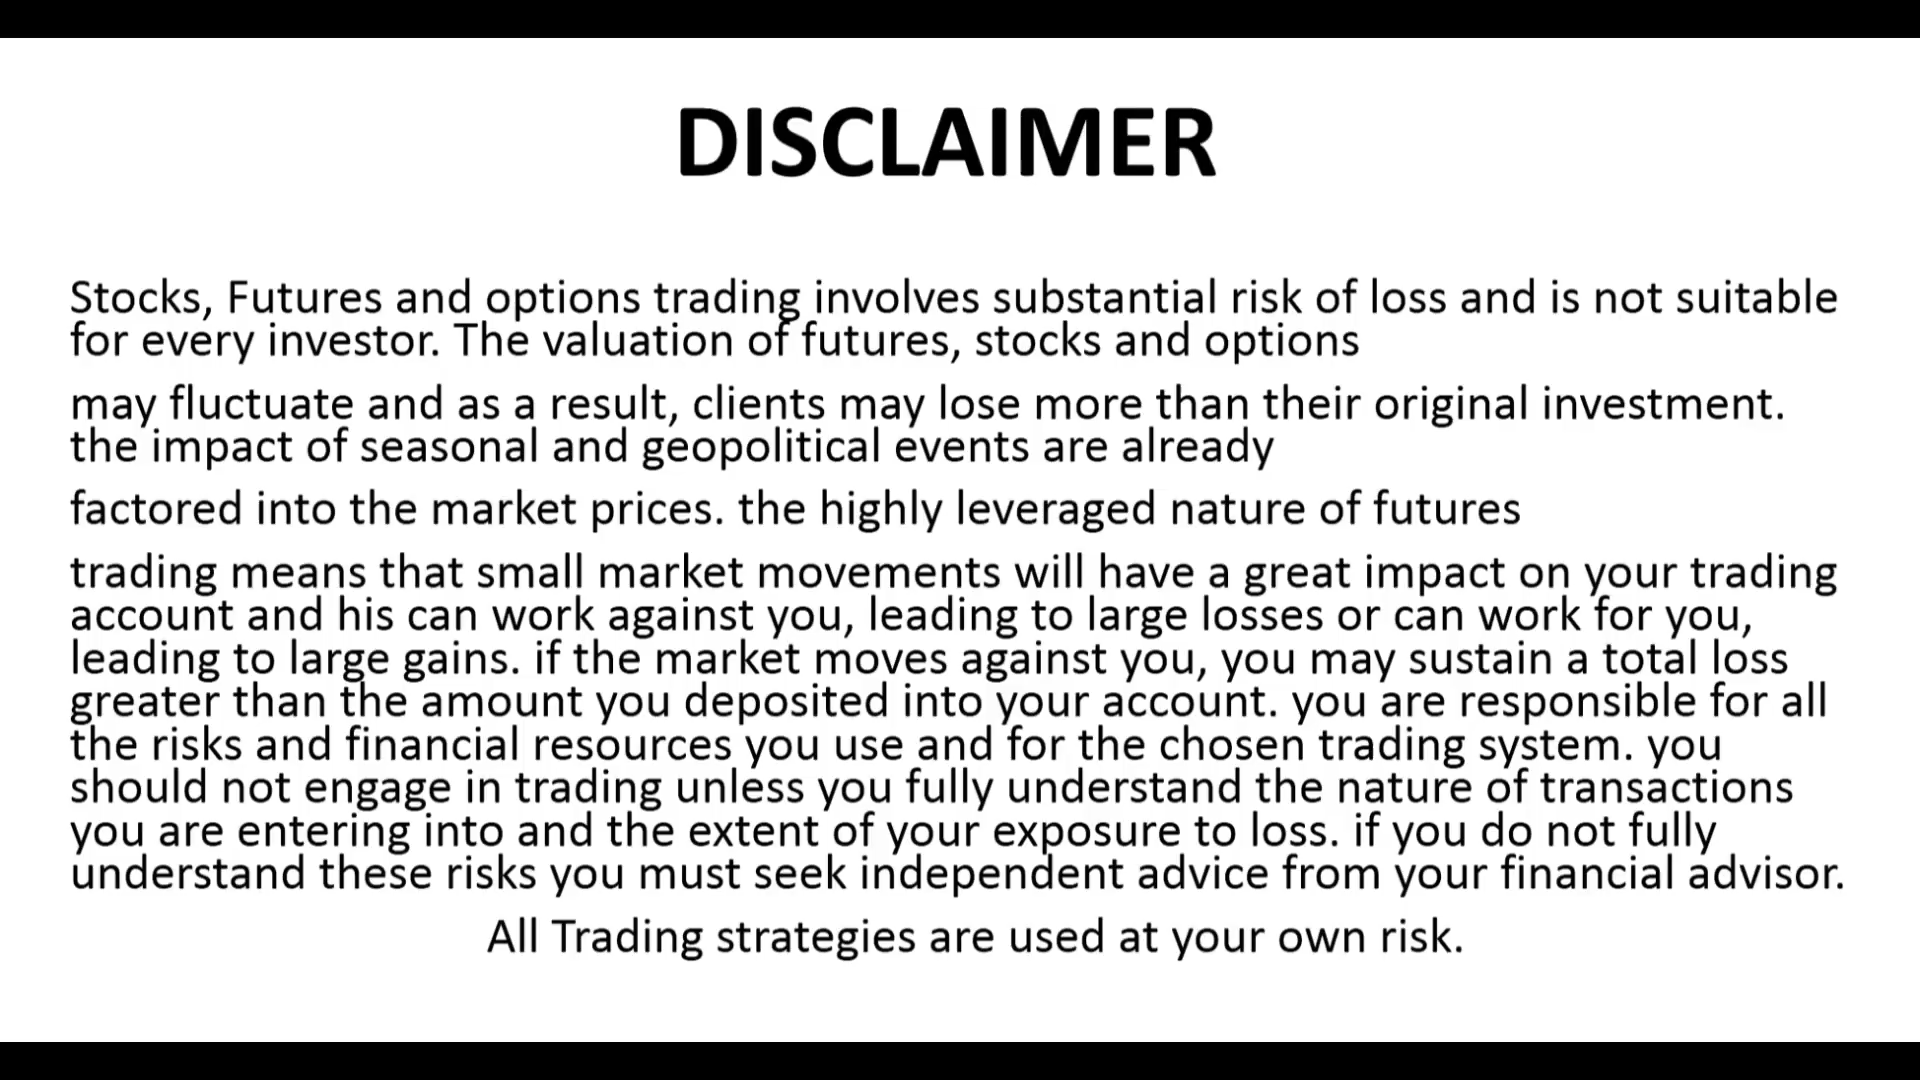 DISCLAIMER
Stocks, Futures and options trading involves substantial risk of loss and is not suitable
for every investor. The valuation of futures, stocks and options
may fluctuate and as a result, clients may lose more than their original investment.
the impact of seasonal and geopolitical events are already
factored into the market prices. the highly leveraged nature of futures
trading means that small market movements will have a great impact on your trading
account and his can work against you, leading to large losses or can work for you,
leading to large gains. if the market moves against you, you may sustain a total loss
greater than the amount you deposited into your account. you are responsible for all
the risks and financial resources you use and for the chosen trading system. you
should not engage in trading unless you fully understand the nature of transactions
you are entering into and the extent of your exposure to loss. if you do not fully
understand these risks you must seek independent advice from your financial advisor.
All Trading strategies are used at your own risk.